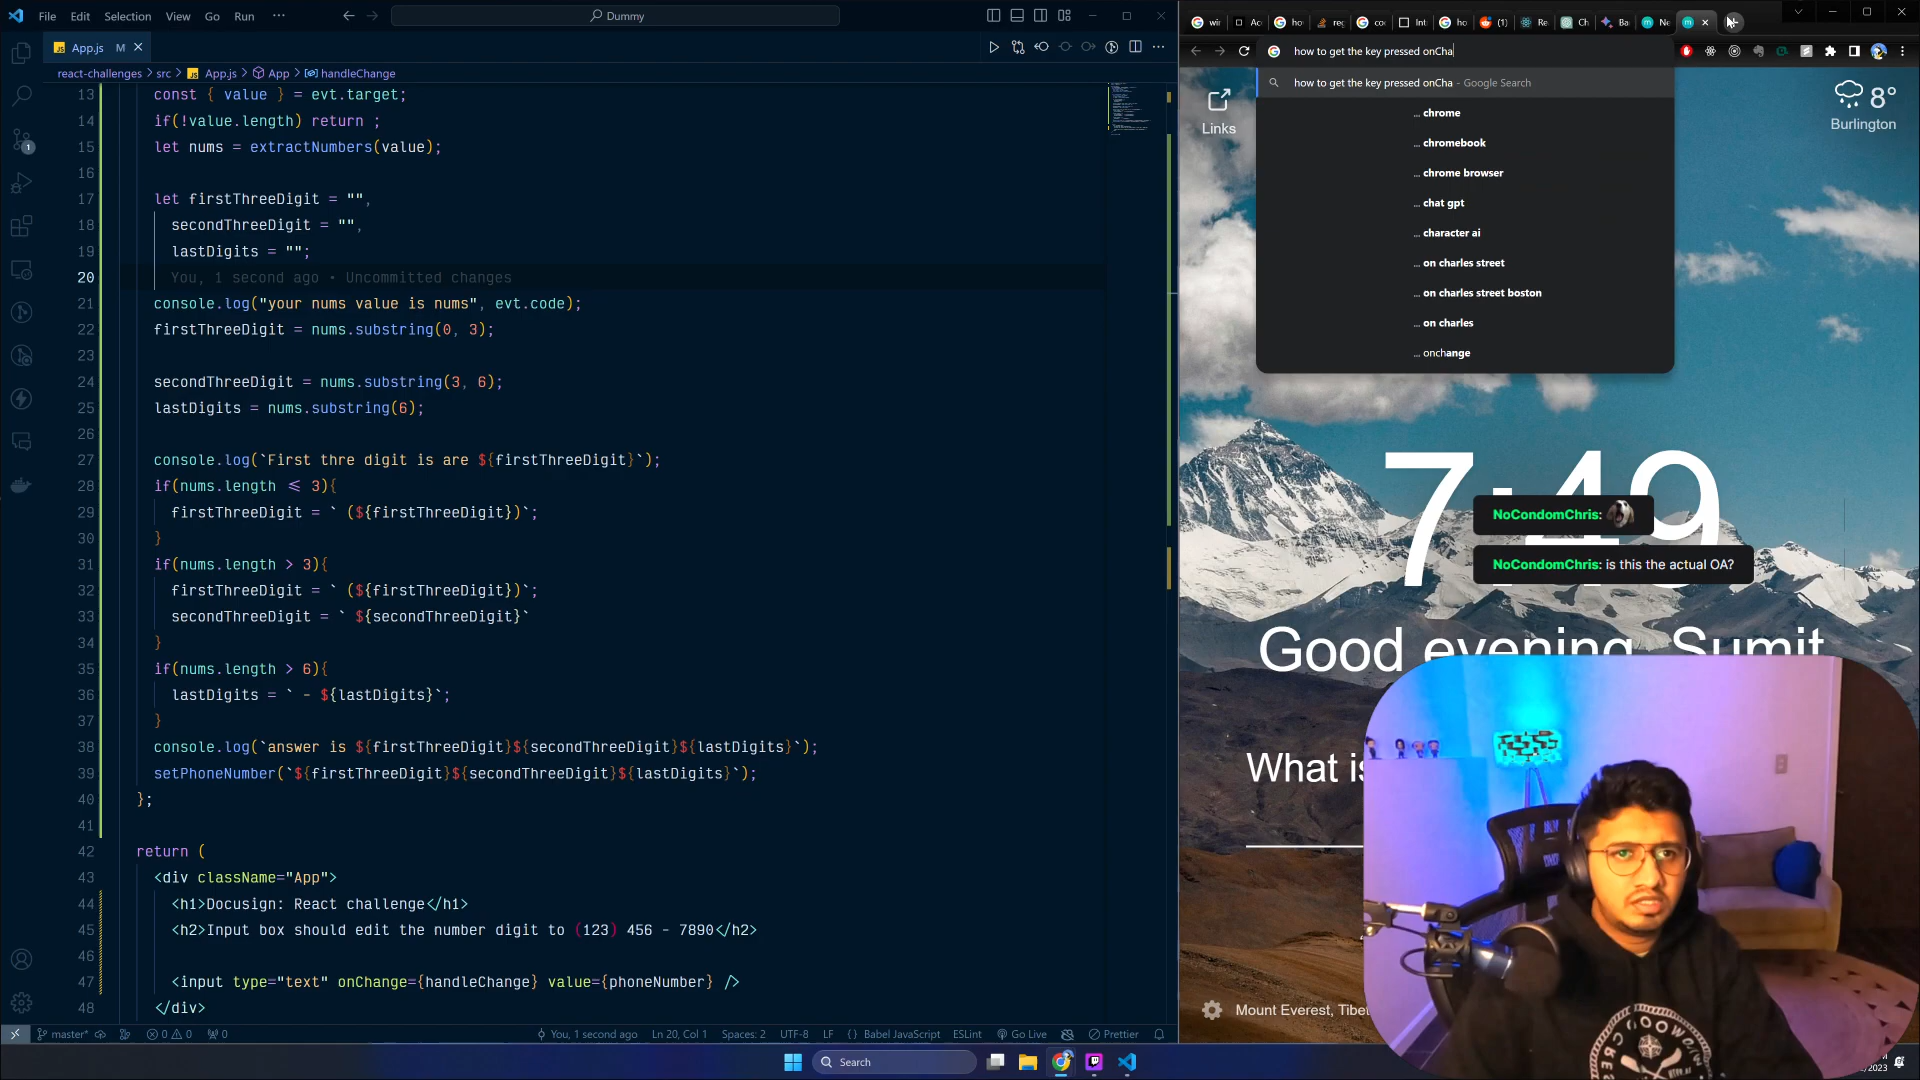 File Edit Selection View Go Run ···
Dummy
App.js M
react-challenges > src > App.js > App > handleChange
13 const { value } = evt.target;
14 if(!value.length) return ;
15 let nums = extractNumbers(value);
16
17 let firstThreeDigit = "",
18 secondThreeDigit = "",
19 lastDigits = "";
20 You, 1 second ago • Uncommitted changes
21 console.log("your nums value is nums", evt.code);
22 firstThreeDigit = nums.substring(0, 3);
23
24 secondThreeDigit = nums.substring(3, 6);
25 lastDigits = nums.substring(6);
26
27 console.log(`First thre digit is are ${firstThreeDigit}`);
28 if(nums.length ≤ 3){
29 firstThreeDigit = ` (${firstThreeDigit})`;
30 }
31 if(nums.length > 3){
32 firstThreeDigit = ` (${firstThreeDigit})`;
33 secondThreeDigit = ` ${secondThreeDigit}`
34 }
35 if(nums.length > 6){
36 lastDigits = ` - ${lastDigits}`;
37 }
38 console.log(`answer is ${firstThreeDigit}${secondThreeDigit}${lastDigits}`);
39 setPhoneNumber(`${firstThreeDigit}${secondThreeDigit}${lastDigits}`);
40 };
41
42 return (
43 <div className="App">
44 <h1>Docusign: React challenge</h1>
45 <h2>Input box should edit the number digit to (123) 456 - 7890</h2>
46
47 <input type="text" onChange={handleChange} value={phoneNumber} />
48 </div>
master* 0 0 0 You, 1 second ago Ln 20, Col 1 Spaces: 2 UTF-8 LF {} Babel JavaScript ESLint Go Live Prettier
Search
how to get the key pressed onCha
how to get the key pressed onCha - Google Search
... chrome
... chromebook
... chrome browser
... chat gpt
... character ai
... on charles street
... on charles street boston
... on charles
... onchange
Links
8°
Burlington
7:49
NoCondomChris:
NoCondomChris: is this the actual OA?
Good evening, Sumit
What is
Mount Everest, Tibe